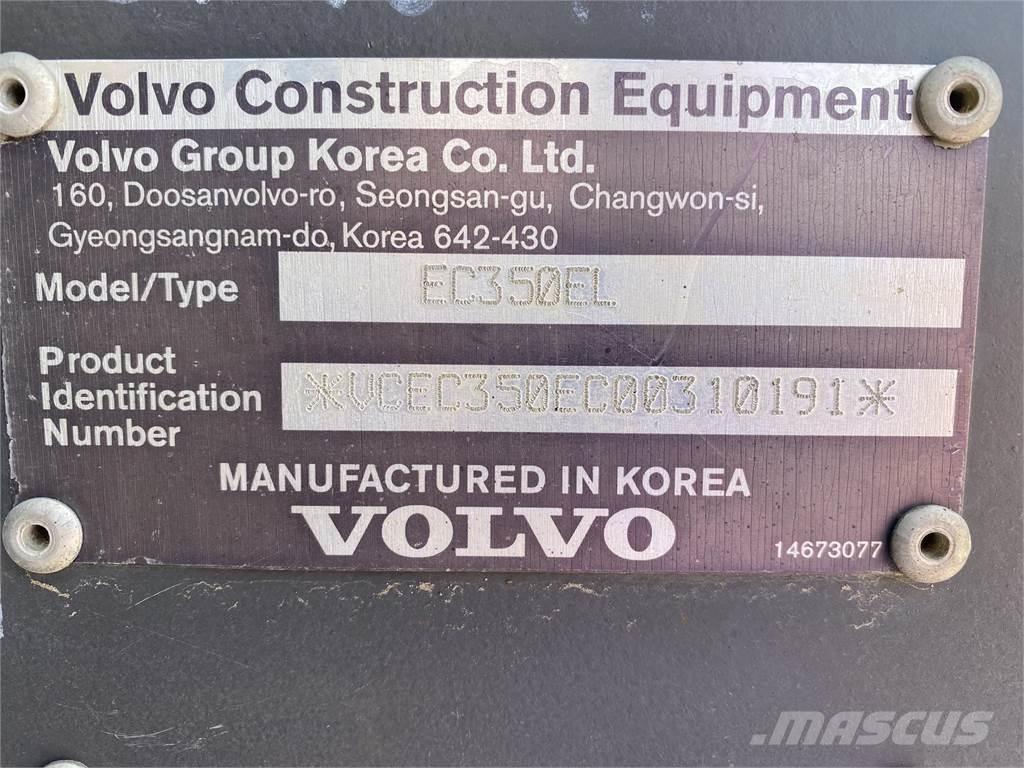 Volvo Construction Equipment
Volvo Group Korea Co. Ltd.
160, Doosanvolvo-ro, Seongsan-gu, Changwon-si,
Gyeongsangnam-do, Korea 642-430
Model/Type EC350EL
Product
Identification
Number
*VCEC350EC00310191*
MANUFACTURED IN KOREA
VOLVO
14673077
MASCUS